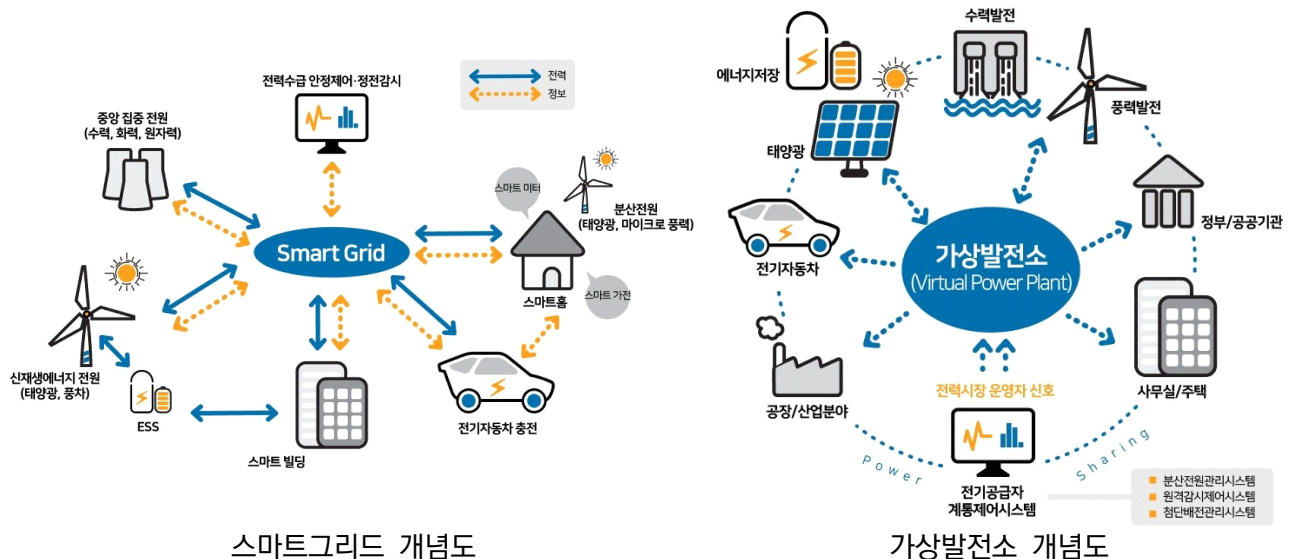 전력수급 안정제어·정전감시
전력
정보
중앙 집중 전원
(수력, 화력, 원자력)
스마트 미터
분산전원
(태양광, 마이크로 풍력)
Smart Grid
스마트홈
스마트 가전
신재생에너지 전원
(태양광, 풍차)
ESS
스마트 빌딩
전기자동차 충전
스마트그리드 개념도
수력발전
에너지저장
풍력발전
태양광
정부/공공기관
가상발전소
(Virtual Power Plant)
전기자동차
공장/산업분야
전력시장 운영자 신호
사무실/주택
Power
Sharing
전기공급자
계통제어시스템
분산전원관리시스템
원격감시제어시스템
첨단배전관리시스템
가상발전소 개념도